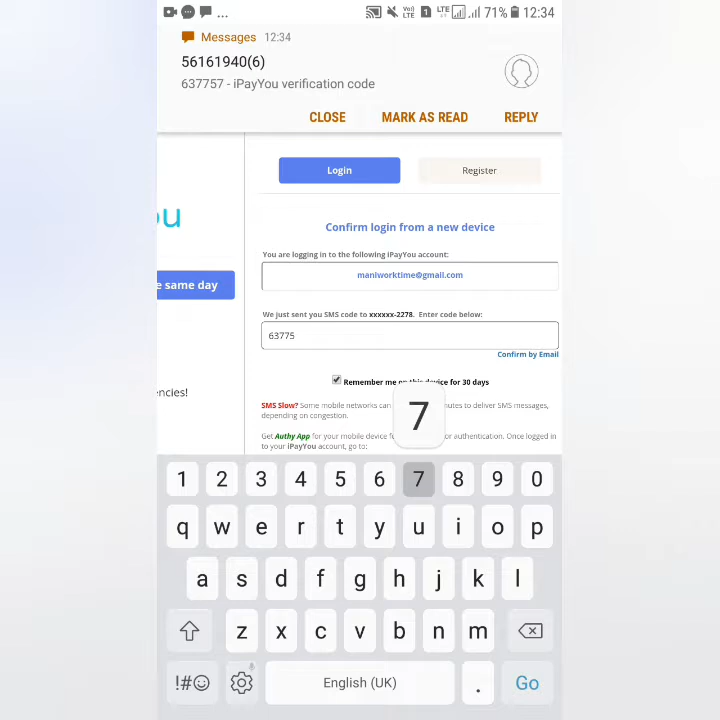 ... Vo)) LTE 1 LTE 71% 12:34
Messages 12:34
56161940(6)
637757 - iPayYou verification code
CLOSE MARK AS READ REPLY
Login Register
ou
Confirm login from a new device
You are logging in to the following iPayYou account:
maniworktime@gmail.com
e same day
We just sent you SMS code to xxxxxx-2278. Enter code below:
63775
Confirm by Email
encies!
Remember me on this device for 30 days
SMS Slow? Some mobile networks can nutes to deliver SMS messages,
depending on congestion.
7
Get Authy App for your mobile device f or authentication. Once logged in
to your iPayYou account, go to:
1 2 3 4 5 6 7 8 9 0
q w e r t y u i o p
a s d f g h j k l
z x c v b n m
!#☺ English (UK) . Go